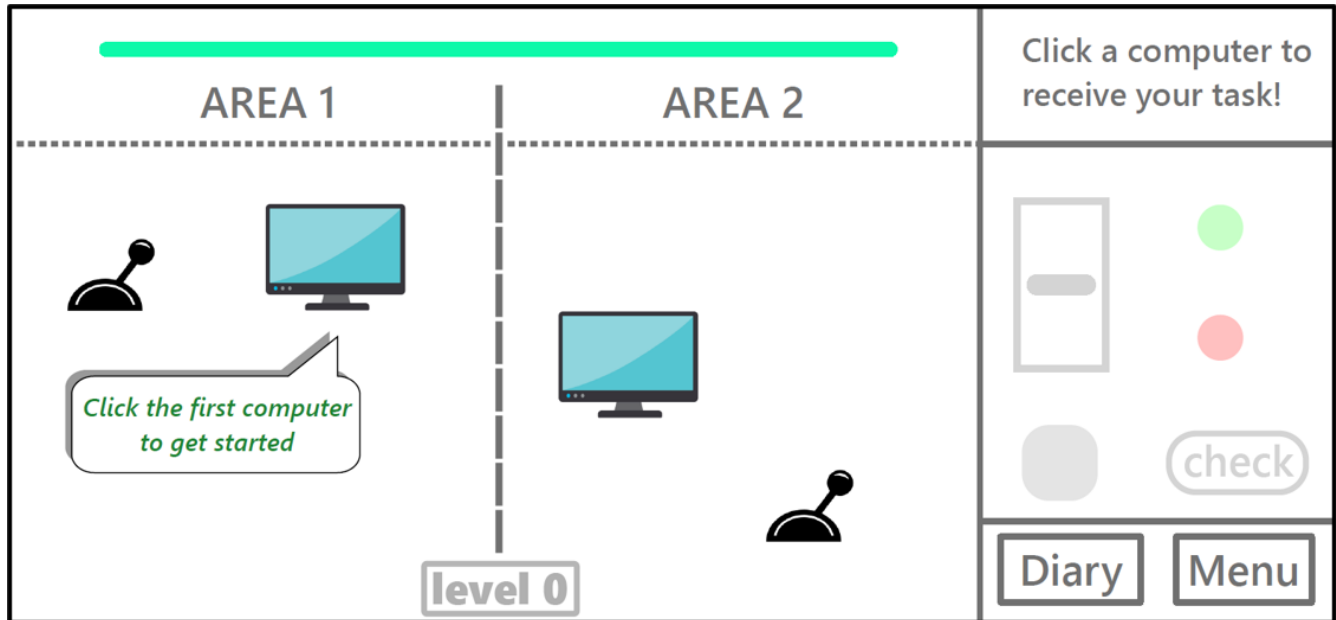 AREA 1
AREA 2
Click a computer to
receive your task!
Click the first computer
to get started
check
level 0
Diary
Menu